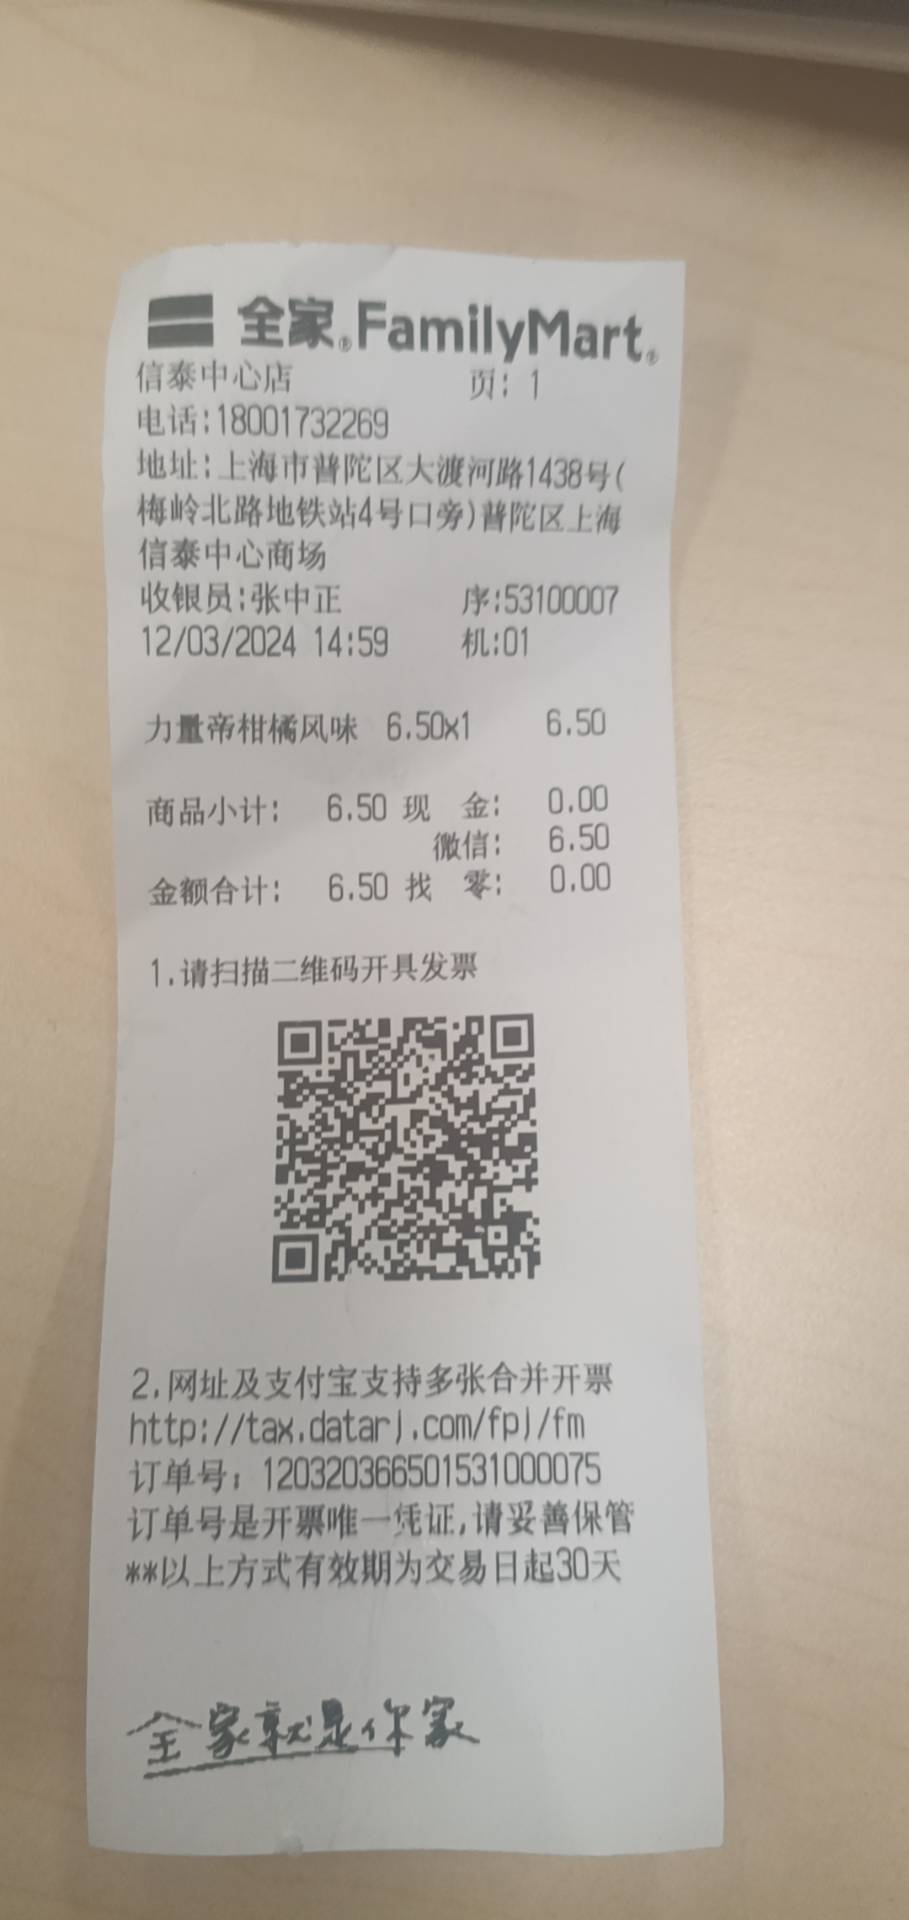 全家®FamilyMart®
信泰中心店 页: 1
电话:18001732269
地址:上海市普陀区大渡河路1438号(
梅岭北路地铁站4号口旁)普陀区上海
信泰中心商场
收银员:张中正 序:53100007
12/03/2024 14:59 机:01
力量帝柑橘风味 6.50x1 6.50
商品小计: 6.50 现 金: 0.00
微信: 6.50
金额合计: 6.50 找 零: 0.00
1.请扫描二维码开具发票
2.网址及支付宝支持多张合并开票
http://tax.datarj.com/fpj/fm
订单号: 120320366501531000075
订单号是开票唯一凭证,请妥善保管
**以上方式有效期为交易日起30天
全家就是你家